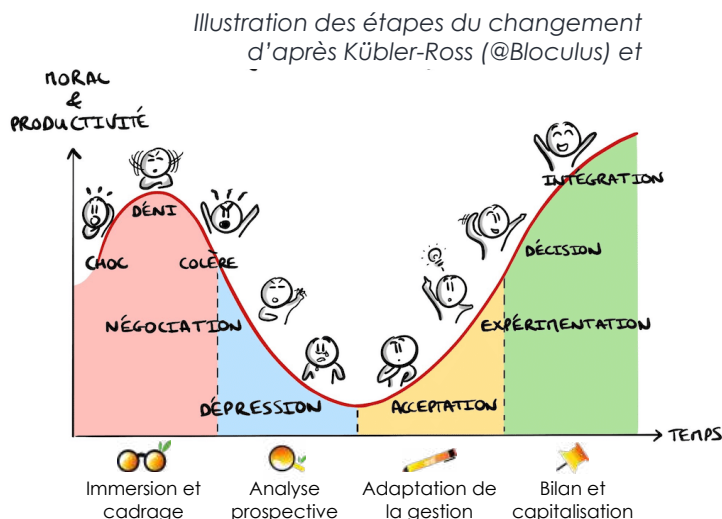 Illustration des étapes du changement
d'après Kübler-Ross (@Bloculus) et
MORAL
&
PRODUCTIVITÉ
DÉNI
CHOC
COLÈRE
NÉGOCIATION
DÉPRESSION
ACCEPTATION
EXPÉRIMENTATION
DÉCISION
INTEGRATION
TEMPS
Immersion et
cadrage
Analyse
prospective
Adaptation de
la gestion
Bilan et
capitalisation